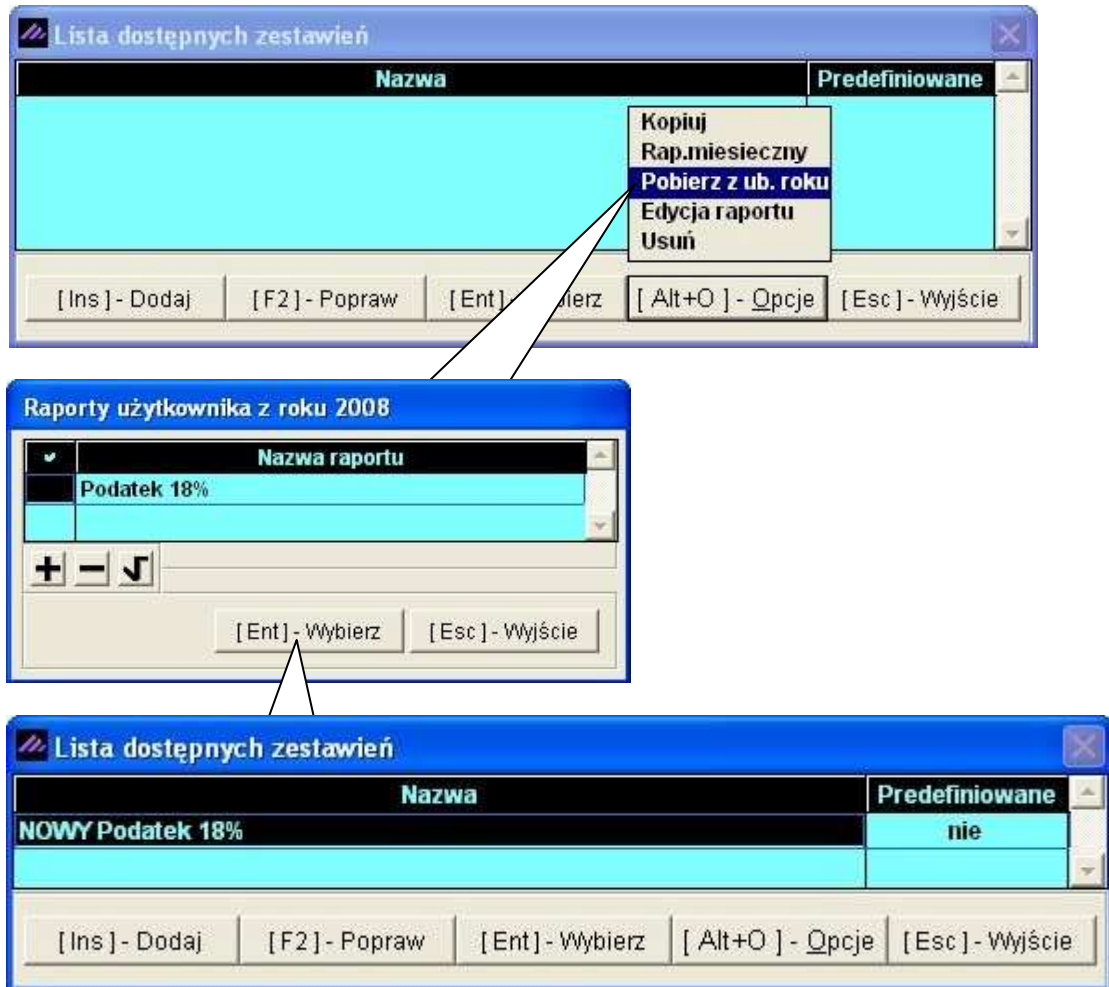 Lista dostępnych zestawień
Nazwa Predefiniowane
Kopiuj
Rap.miesieczny
Pobierz z ub. roku
Edycja raportu
Usuń
[Ins]- Dodaj [F2]- Popraw [Ent]- ierz [ Alt+O ] - Opcje [Esc]- Wyjście
Raporty użytkownika z roku 2008
Nazwa raportu
Podatek 18%
[Ent]- Wybierz [Esc]- Wyjście
Lista dostępnych zestawień
Nazwa Predefiniowane
NOWY Podatek 18% nie
[Ins]- Dodaj [F2]- Popraw [Ent]- Wybierz [ Alt+O ] - Opcje [Esc]- Wyjście